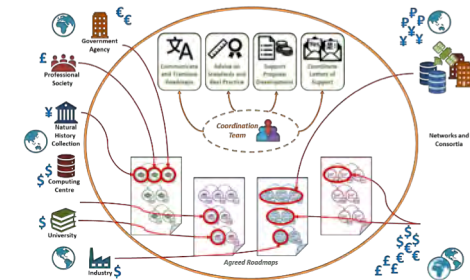 Government
Agency
Professional
Society
Natural
History
Collection
Computing
Centre
University
Industry
Communicate
and Translate
Roadmaps
Advise on
Standards and
Best Practice
Support
Proposal
Development
Coordinate
Letters of
Support
Coordination
Team
Networks and
Consortia
Agreed Roadmaps